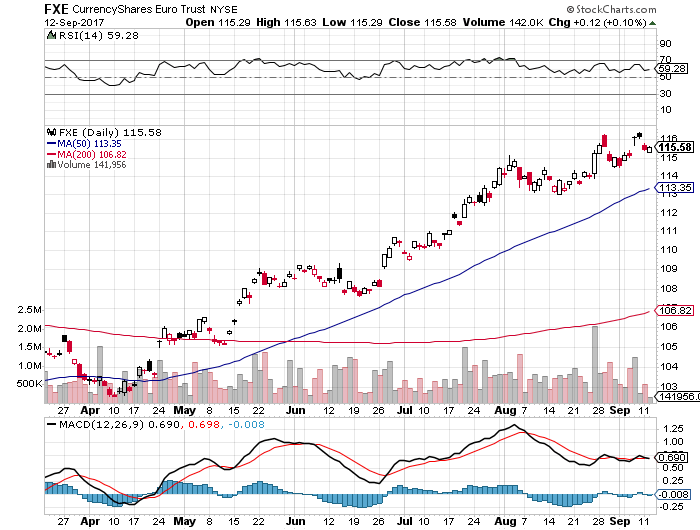 FXE CurrencyShares Euro Trust NYSE © StockCharts.com
12-Sep-2017 Open 115.29 High 115.63 Low 115.29 Close 115.58 Volume 142.0K Chg +0.12 (+0.10%)
RSI(14) 59.28
90
70
59.28
50
30
10
FXE (Daily) 115.58
MA(50) 113.35
MA(200) 106.82
Volume 141,956
116
115.58
114
113.35
113
112
111
110
109
108
106.82
106
105
104
103
141956.0
2.5M
2.0M
1.5M
1.0M
500K
27 Apr 10 17 24 May 8 15 22 Jun 12 19 26 Jul 10 17 24 Aug 7 14 21 28 Sep 11
MACD(12,26,9) 0.690, 0.698, -0.008
1.25
1.00
0.75
0.690
0.50
0.25
-0.008
-0.25
27 Apr 10 17 24 May 8 15 22 Jun 12 19 26 Jul 10 17 24 Aug 7 14 21 28 Sep 11